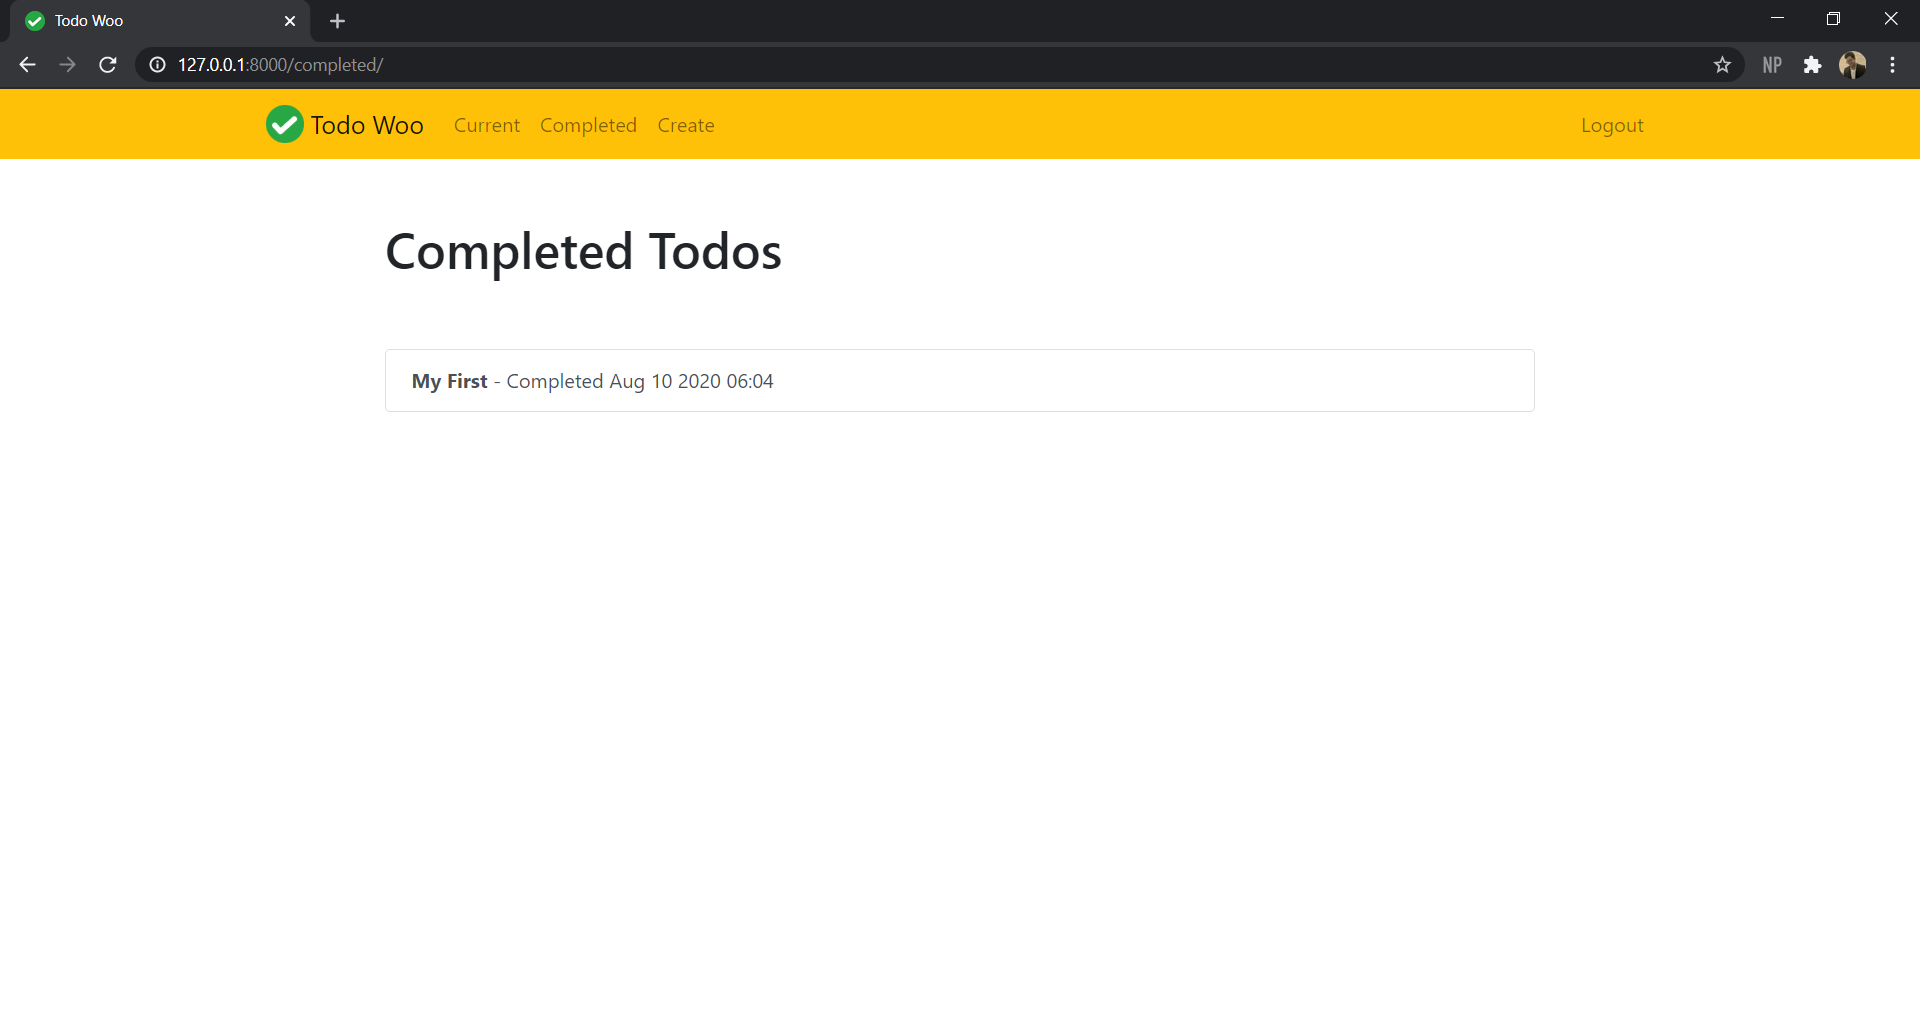 Todo Woo
127.0.0.1:8000/completed/
NP
Todo Woo Current Completed Create Logout
Completed Todos
My First - Completed Aug 10 2020 06:04